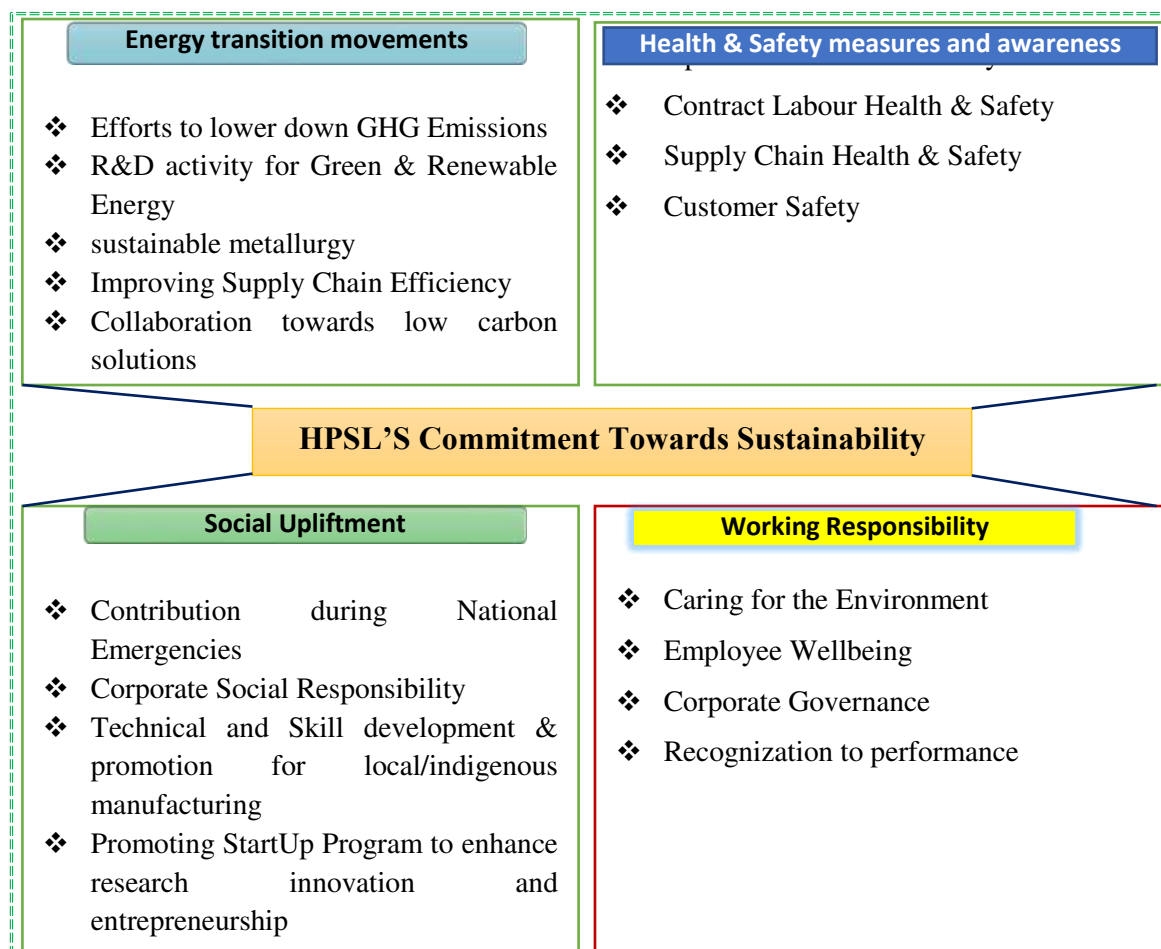 Energy transition movements
❖ Efforts to lower down GHG Emissions
❖ R&D activity for Green & Renewable
Energy
❖ sustainable metallurgy
❖ Improving Supply Chain Efficiency
❖ Collaboration towards low carbon
solutions
Health & Safety measures and awareness
❖ Contract Labour Health & Safety
❖ Supply Chain Health & Safety
❖ Customer Safety
HPSL’S Commitment Towards Sustainability
Social Upliftment
❖ Contribution during National
Emergencies
❖ Corporate Social Responsibility
❖ Technical and Skill development &
promotion for local/indigenous
manufacturing
❖ Promoting StartUp Program to enhance
research innovation and
entrepreneurship
Working Responsibility
❖ Caring for the Environment
❖ Employee Wellbeing
❖ Corporate Governance
❖ Recognization to performance